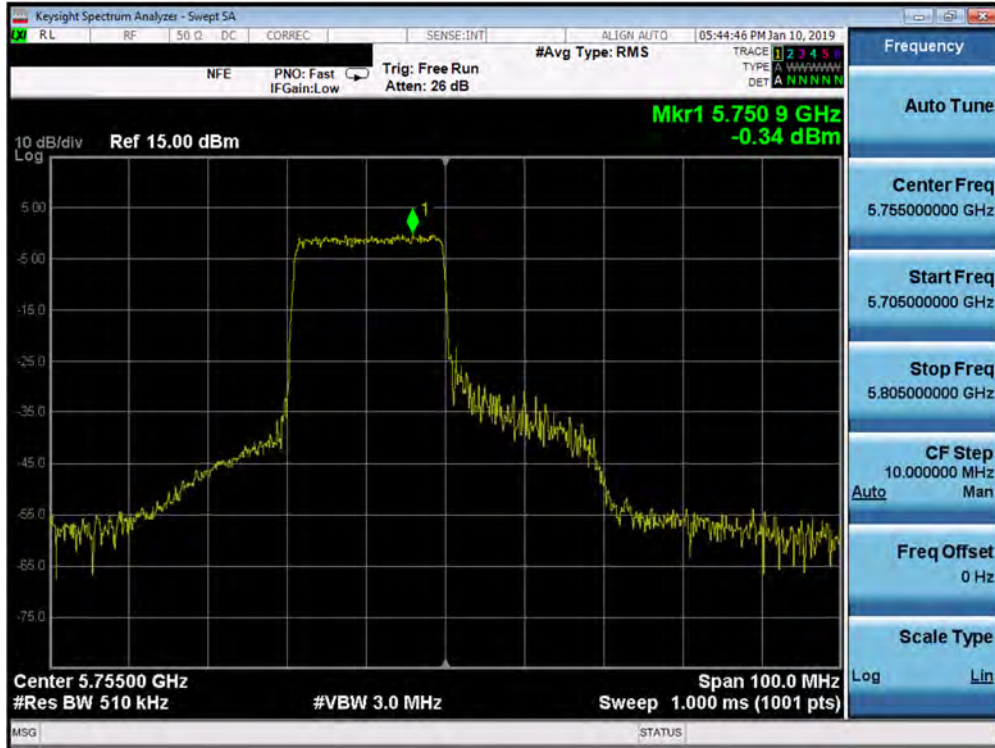 Keysight Spectrum Analyzer - Swept SA
LXI RL RF 50 Ω DC CORREC SENSE:INT ALIGN AUTO 05:44:46 PM Jan 10, 2019
NFE PNO: Fast Trig: Free Run #Avg Type: RMS TRACE 1 2 3 4 5 6
IFGain:Low Atten: 26 dB TYPE A WWWWW
DET A N N N N N
Mkr1 5.750 9 GHz
-0.34 dBm
10 dB/div Ref 15.00 dBm
Log
5.00
1
-5.00
-15.0
-25.0
-35.0
-45.0
-55.0
-65.0
-75.0
Center 5.75500 GHz Span 100.0 MHz
#Res BW 510 kHz #VBW 3.0 MHz Sweep 1.000 ms (1001 pts)
MSG STATUS
Frequency
Auto Tune
Center Freq
5.755000000 GHz
Start Freq
5.705000000 GHz
Stop Freq
5.805000000 GHz
CF Step
10.000000 MHz
Auto Man
Freq Offset
0 Hz
Scale Type
Log Lin